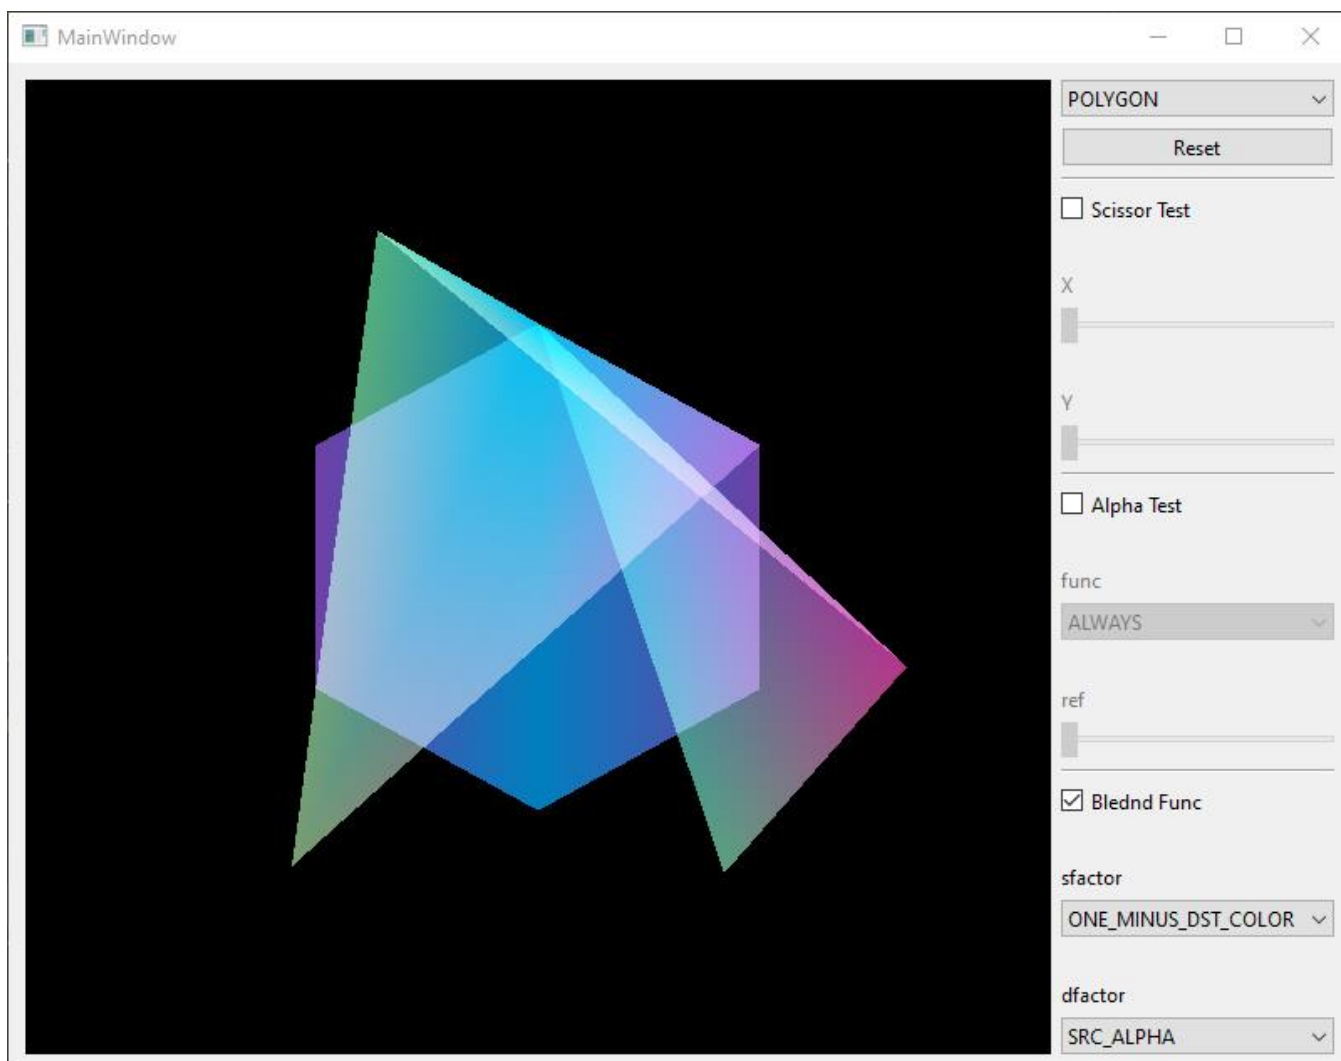 MainWindow
POLYGON
Reset
Scissor Test
X
Y
Alpha Test
func
ALWAYS
ref
Blednd Func
sfactor
ONE_MINUS_DST_COLOR
dfactor
SRC_ALPHA